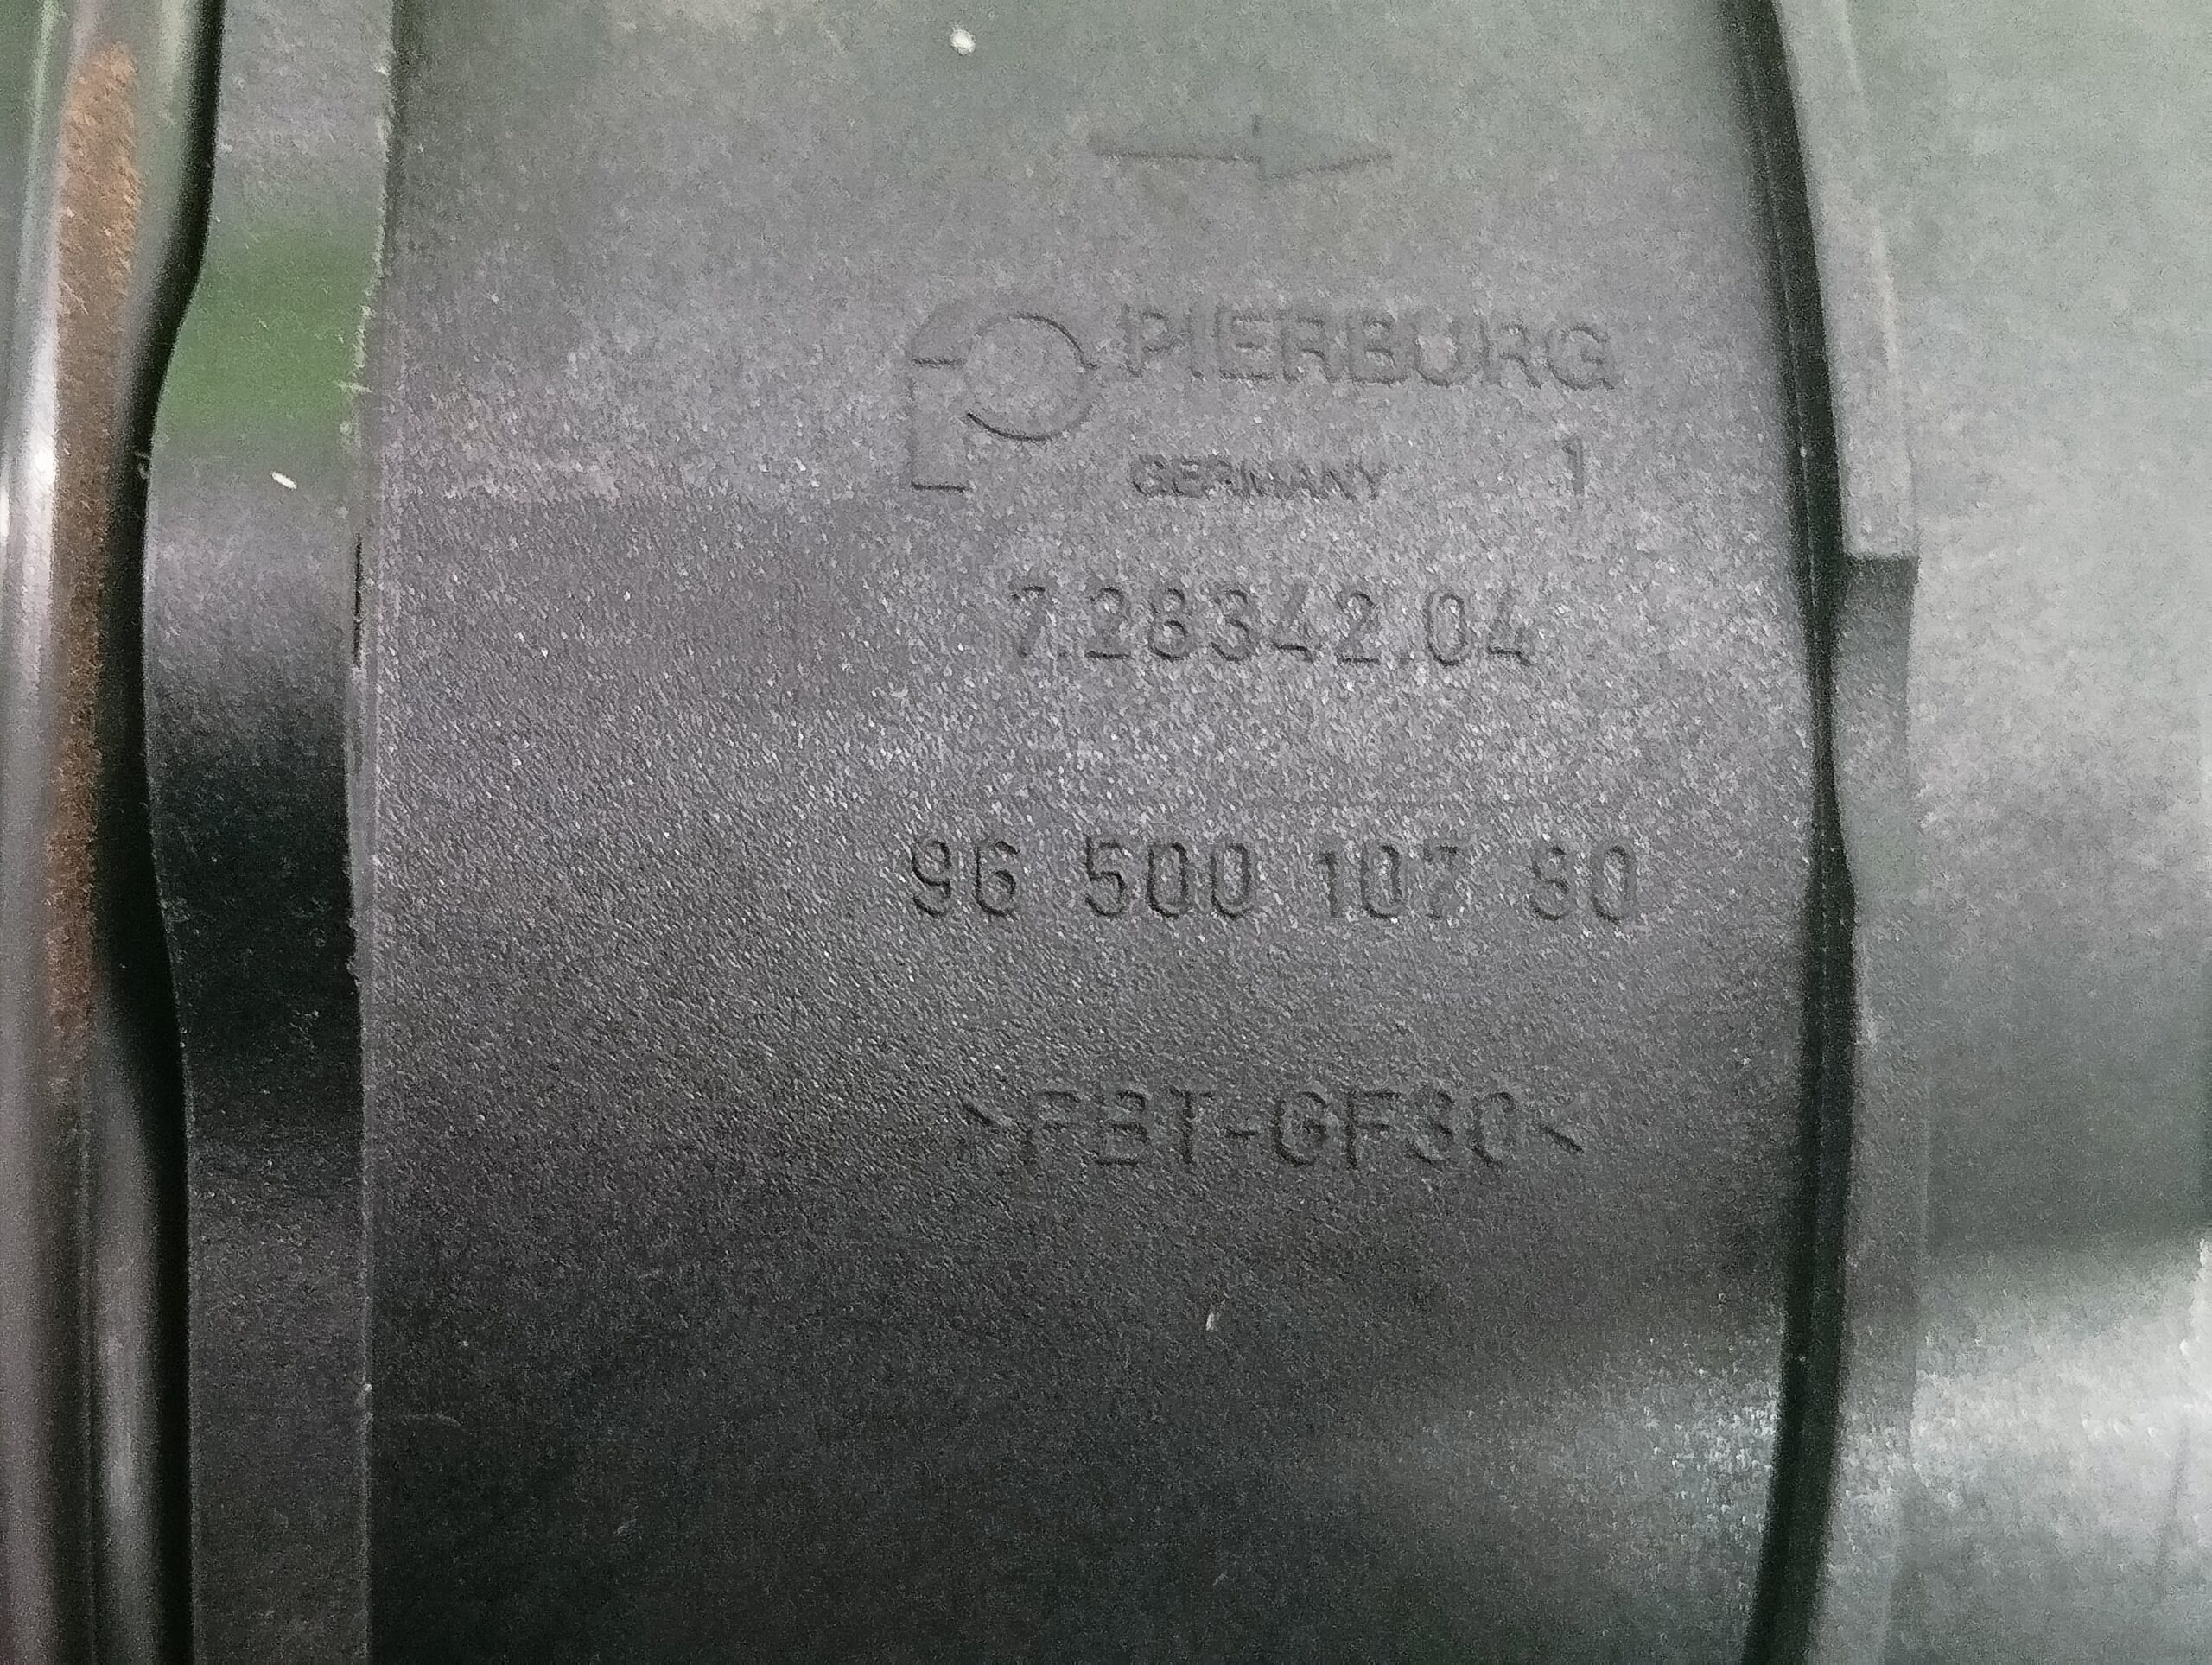 PIERBURG
GERMANY 1
7.28342.04
96 500 107 80
>PBT-GF30<